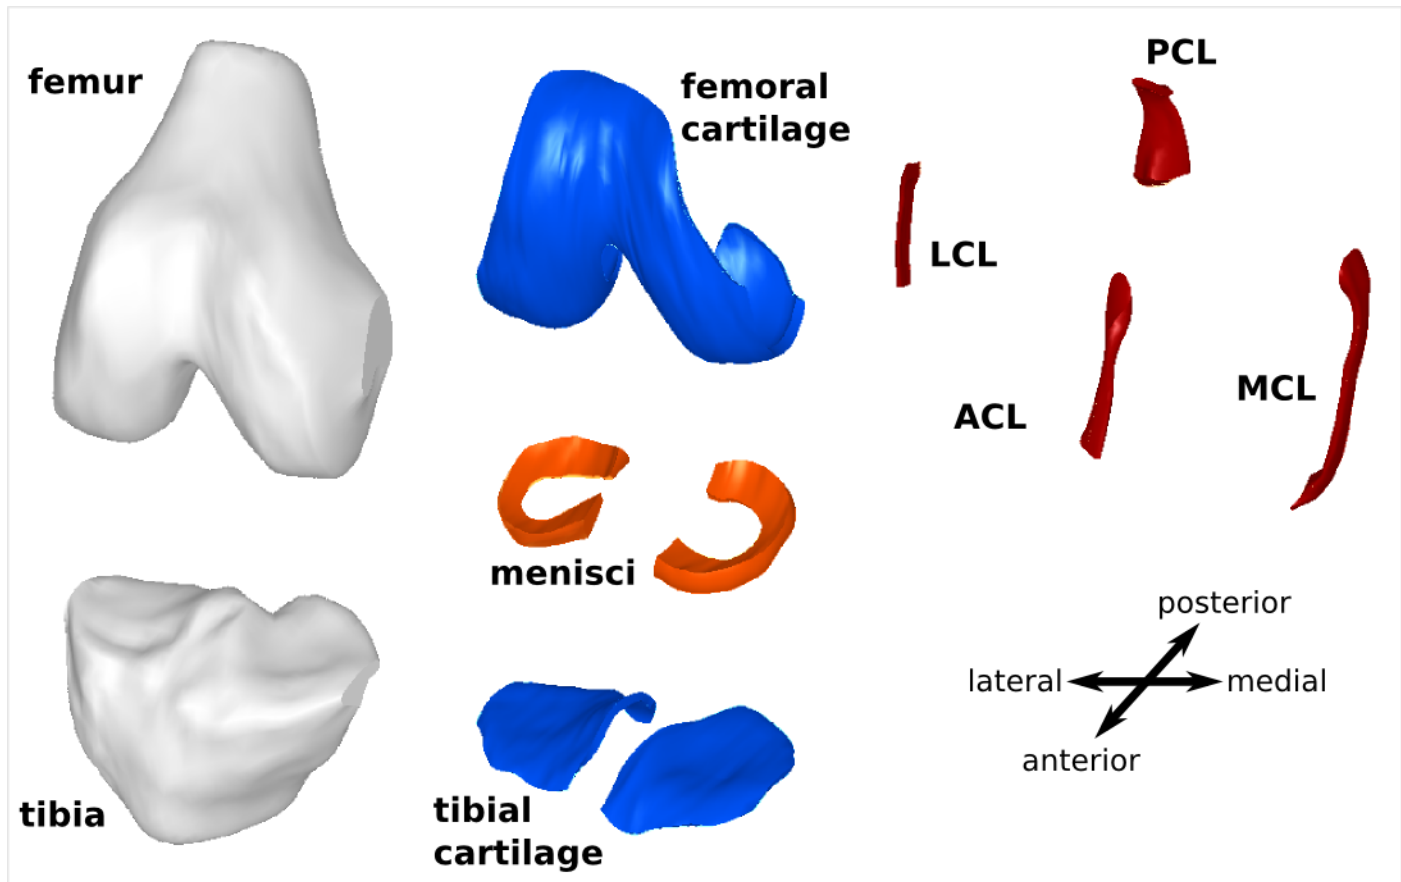 femur
femoral
cartilage
PCL
LCL
ACL
MCL
menisci
posterior
lateral
medial
anterior
tibia
tibial
cartilage